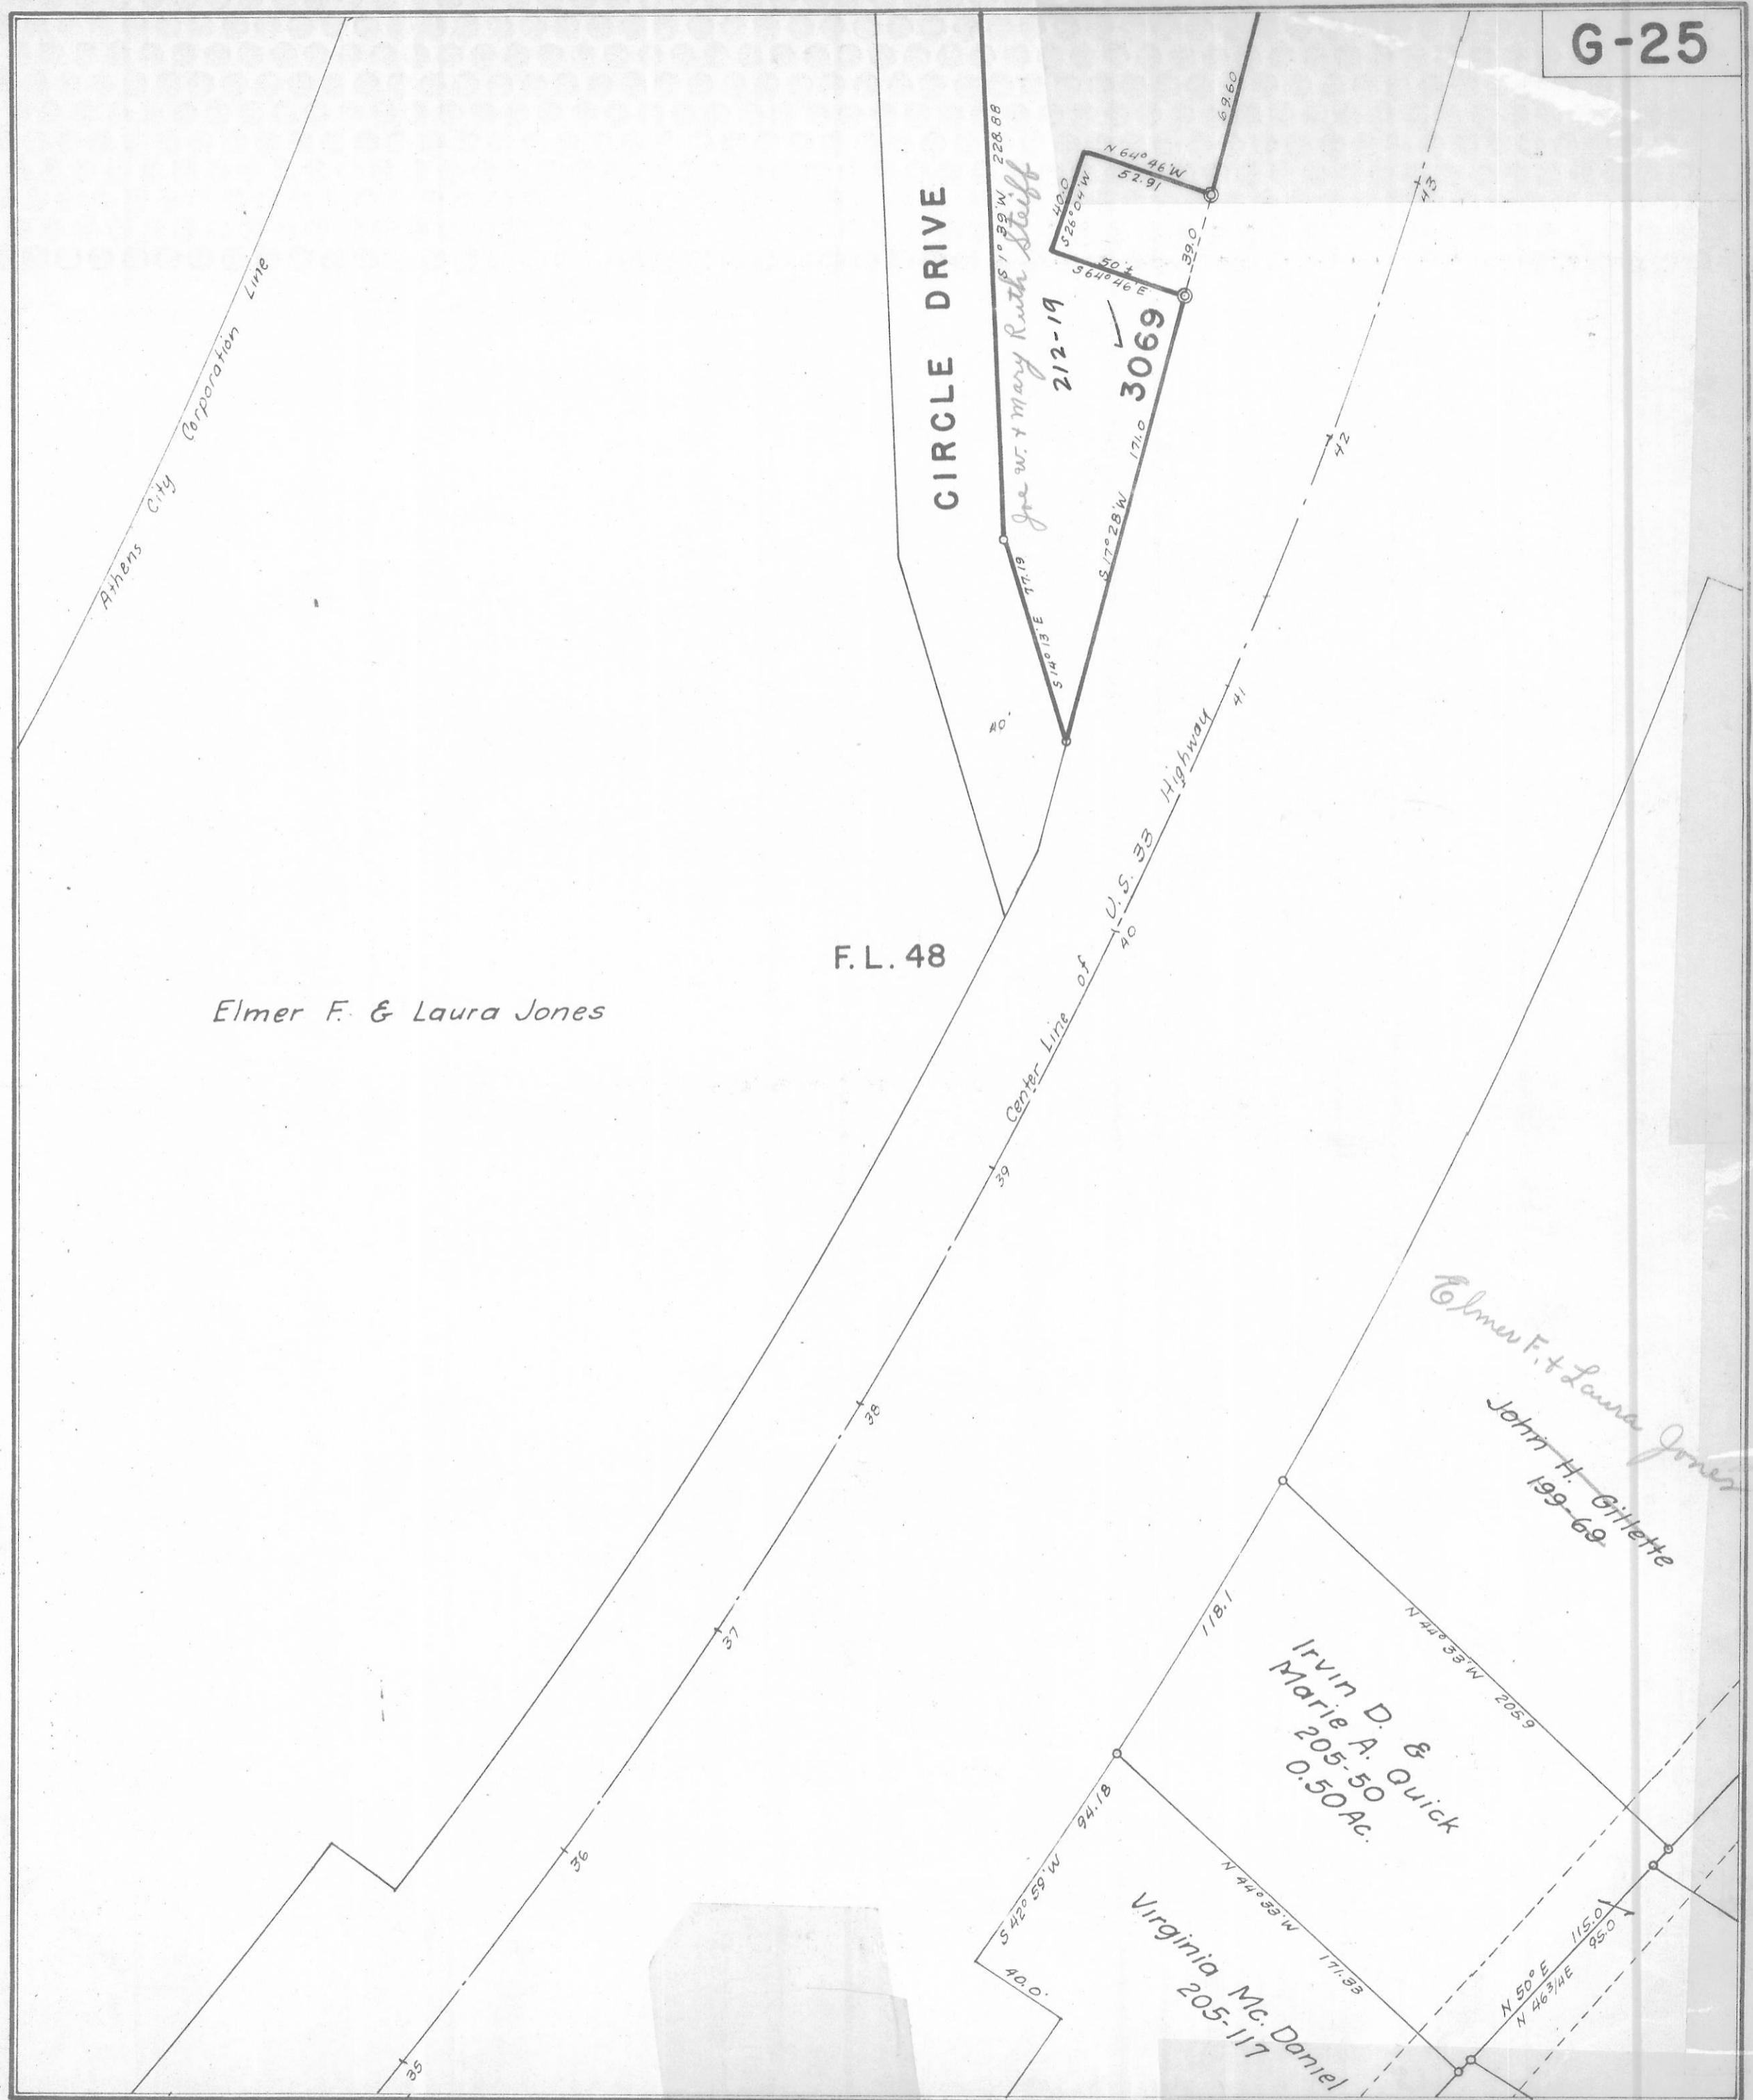 G-25
69.60
N 64° 46' W
52.91
40.0
S 26° 04' W
39.0
50'±
S 64° 46' E
S 1° 39' W 228.88
CIRCLE DRIVE
Joe W. & Mary Ruth Steiff
212-19
3069
S 17° 28' W 171.0
S 14° 13' E 77.19
40.
Athens City Corporation Line
43
42
41
Center Line of U.S. 33 Highway
40
39
38
37
36
35
F.L. 48
Elmer F. & Laura Jones
Elmer F. & Laura Jones
John H. Gillette
199-69
118.1
N 44° 33' W 205.9
Irvin D. &
Marie A. Quick
205-50
0.50 Ac.
94.18
S 42° 59' W
40.0'
N 44° 33' W 171.33
Virginia Mc. Daniel
205-117
N 50° E 115.0
N 46 3/4 E 95.0